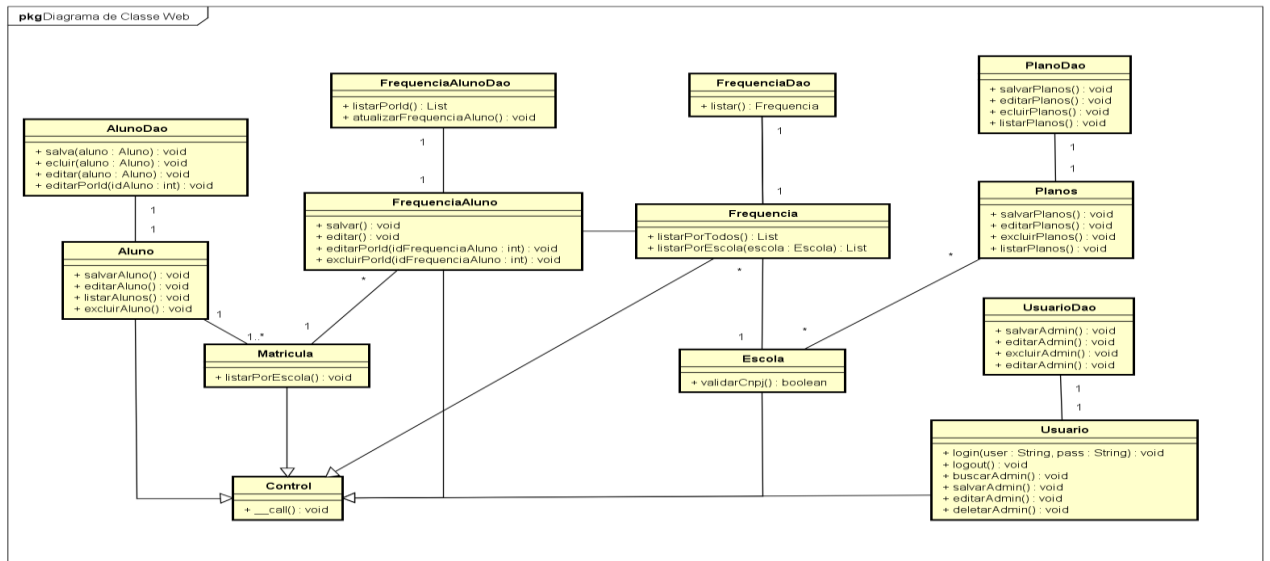 pkg Diagrama de Classe Web
PlanoDao
+ salvarPlanos() : void
+ editarPlanos() : void
+ ecluirPlanos() : void
+ listarPlanos() : void
FrequenciaAlunoDao
+ listarPorId() : List
+ atualizarFrequenciaAluno() : void
FrequenciaDao
+ listar() : Frequencia
AlunoDao
+ salva(aluno : Aluno) : void
+ ecluir(aluno : Aluno) : void
+ editar(aluno : Aluno) : void
+ editarPorId(idAluno : int) : void
1
1
1
1
1
1
1
1
FrequenciaAluno
+ salvar() : void
+ editar() : void
+ editarPorId(idFrequenciaAluno : int) : void
+ excluirPorId(idFrequenciaAluno : int) : void
Frequencia
+ listarPorTodos() : List
+ listarPorEscola(escola : Escola) : List
Planos
+ salvarPlanos() : void
+ editarPlanos() : void
+ excluirPlanos() : void
+ listarPlanos() : void
Aluno
+ salvarAluno() : void
+ editarAluno() : void
+ listarAlunos() : void
+ excluirAluno() : void
*
*
*
1
1..*
1
1
*
Matricula
+ listarPorEscola() : void
Escola
+ validarCnpj() : boolean
UsuarioDao
+ salvarAdmin() : void
+ editarAdmin() : void
+ excluirAdmin() : void
+ editarAdmin() : void
1
1
Usuario
+ login(user : String, pass : String) : void
+ logout() : void
+ buscarAdmin() : void
+ salvarAdmin() : void
+ editarAdmin() : void
+ deletarAdmin() : void
Control
+ __call() : void